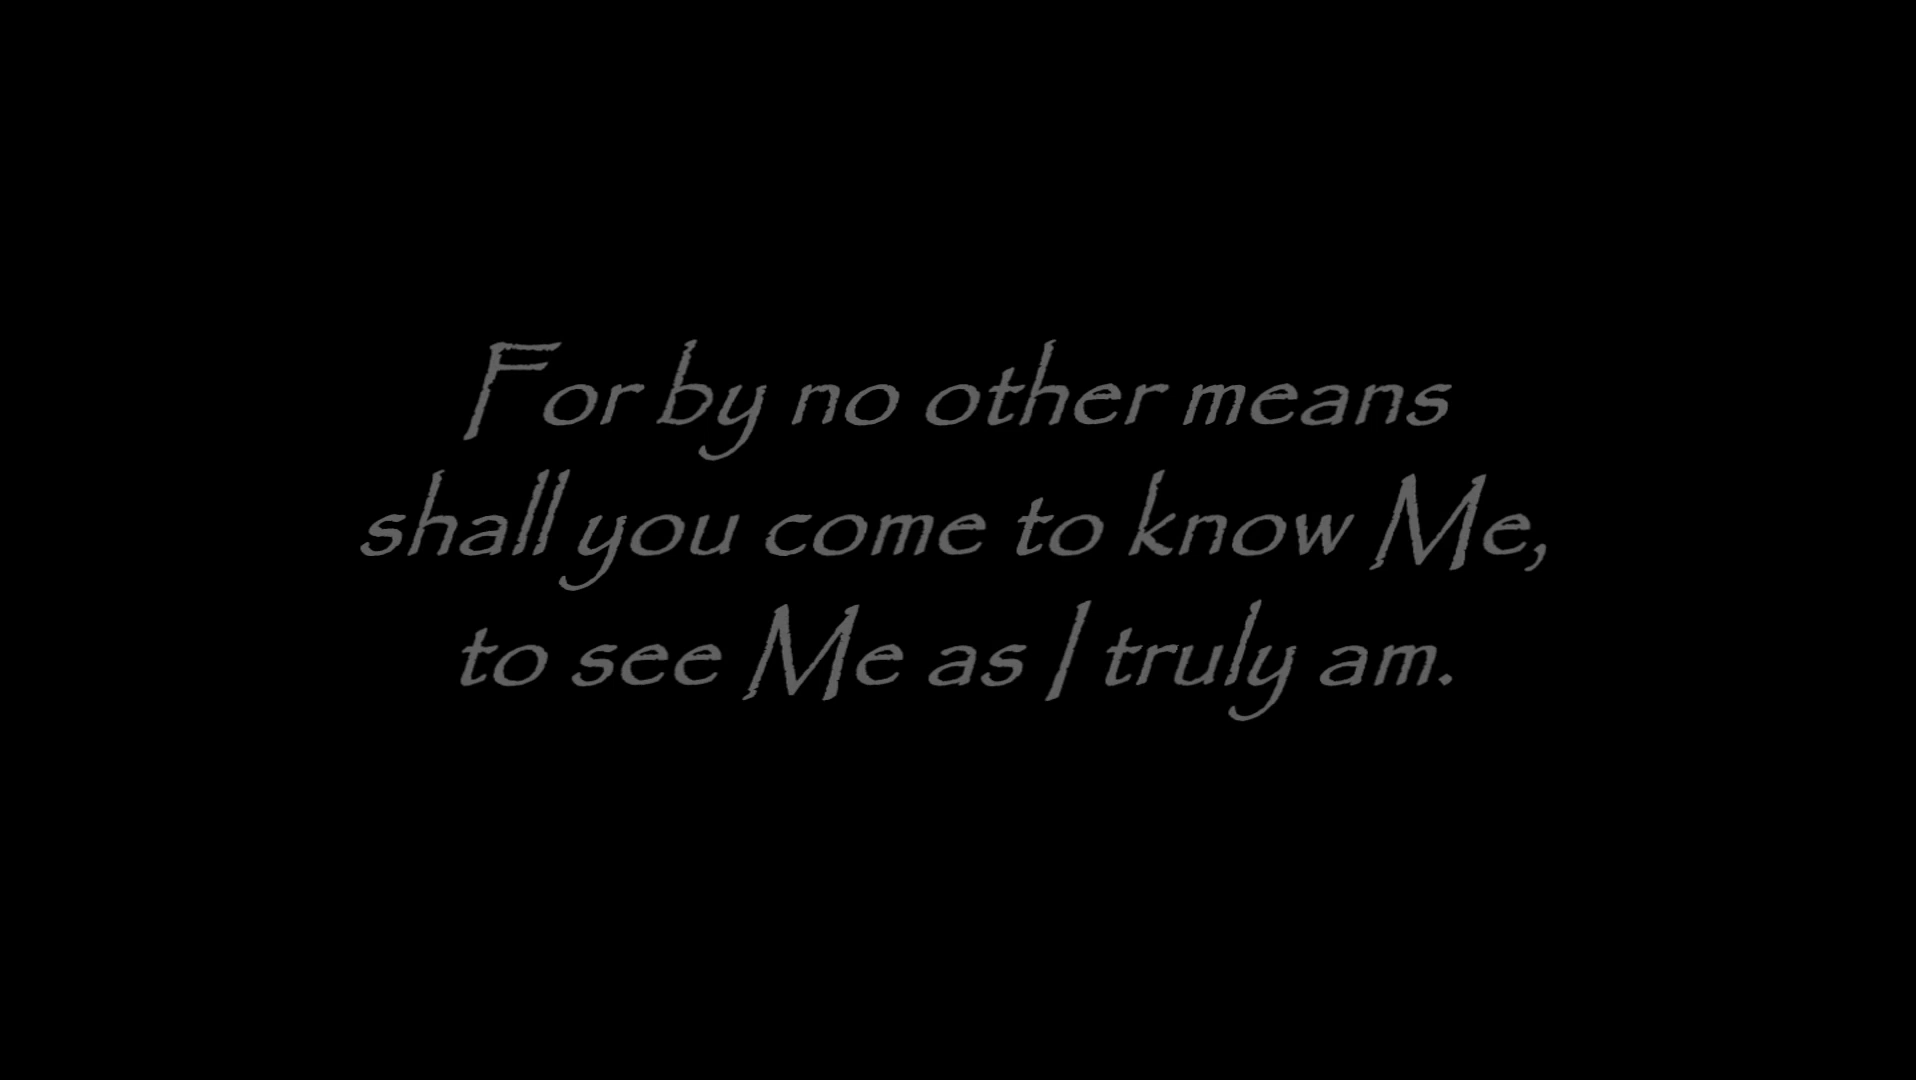 For by no other means
shall you come to know Me,
to see Me as I truly am.